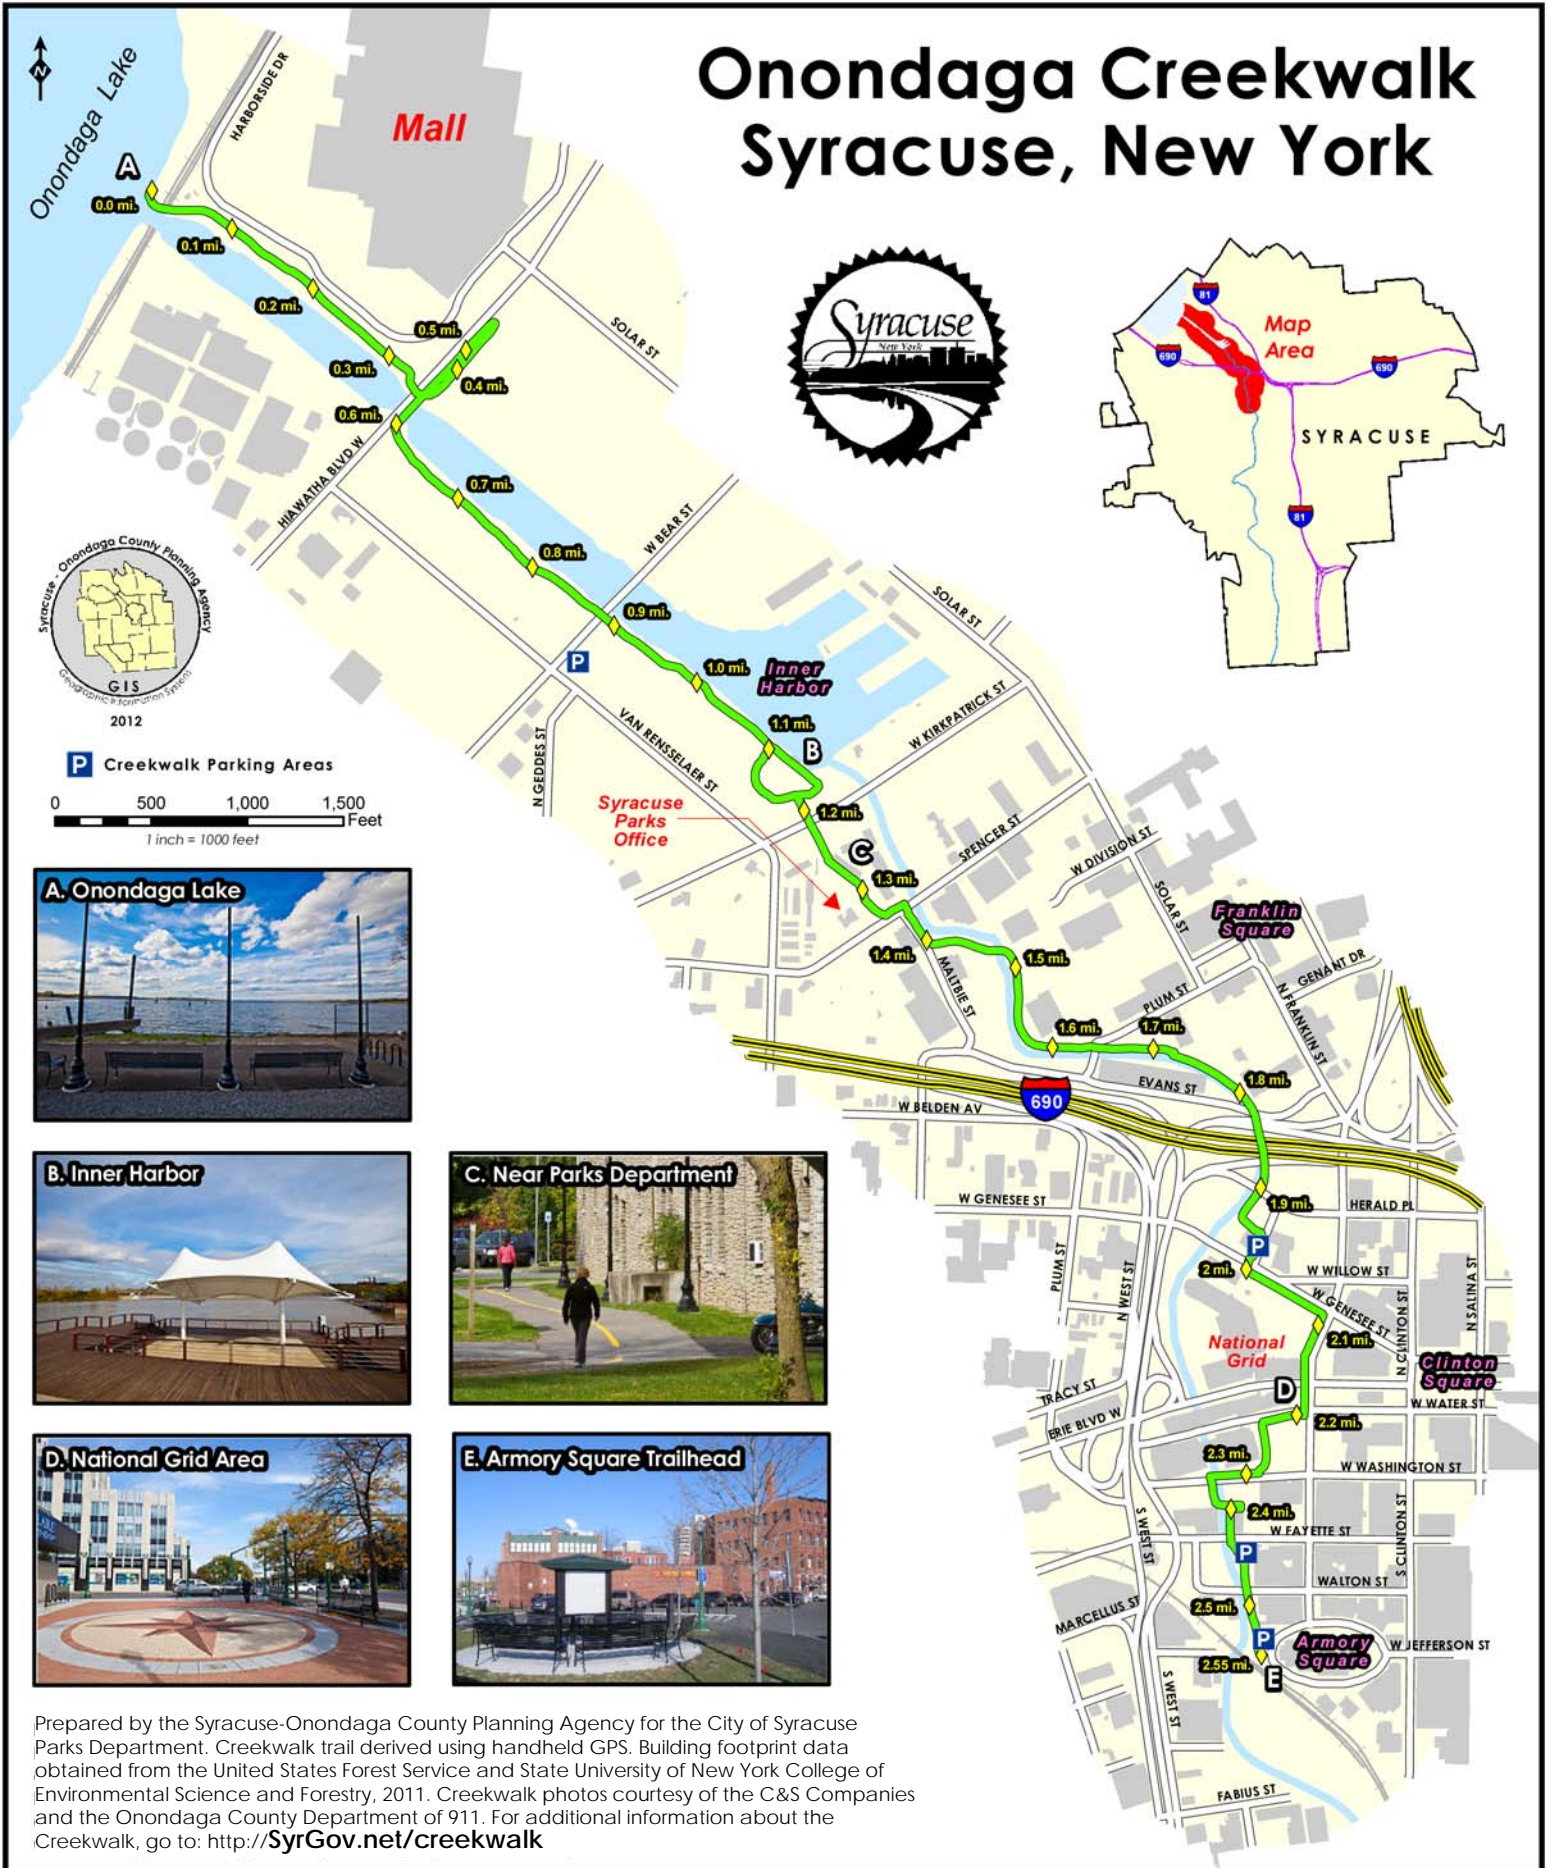 Onondaga Creekwalk
Syracuse, New York
N
Onondaga Lake
HARBORSIDE DR
Mall
A
0.0 mi.
0.1 mi.
0.2 mi.
0.3 mi.
0.5 mi.
0.4 mi.
0.6 mi.
SOLAR ST
HIAWATHA BLVD W
0.7 mi.
0.8 mi.
W BEAR ST
0.9 mi.
P
1.0 mi.
Inner
Harbor
SOLAR ST
W KIRKPATRICK ST
1.1 mi.
B
VAN RENSSELAER ST
N GEDDES ST
Syracuse
New York
81
690
Map
Area
690
SYRACUSE
81
Syracuse - Onondaga County Planning Agency
GIS
Geographic Information System
2012
P Creekwalk Parking Areas
0 500 1,000 1,500
Feet
1 inch = 1000 feet
Syracuse
Parks
Office
1.2 mi.
C
1.3 mi.
SPENCER ST
W DIVISION ST
SOLAR ST
Franklin
Square
1.4 mi.
MALTBIE ST
1.5 mi.
PLUM ST
GENANT DR
N FRANKLIN ST
1.6 mi.
1.7 mi.
EVANS ST
1.8 mi.
690
W BELDEN AV
W GENESEE ST
1.9 mi.
HERALD PL
P
PLUM ST
N WEST ST
2 mi.
W WILLOW ST
W GENESEE ST
N CLINTON ST
N SALINA ST
2.1 mi.
National
Grid
Clinton
Square
D
TRACY ST
ERIE BLVD W
W WATER ST
2.2 mi.
2.3 mi.
W WASHINGTON ST
2.4 mi.
S WEST ST
W FAYETTE ST
S CLINTON ST
P
WALTON ST
MARCELLUS ST
2.5 mi.
P
Armory
Square
W JEFFERSON ST
2.55 mi.
E
S WEST ST
FABIUS ST
A. Onondaga Lake
B. Inner Harbor
C. Near Parks Department
D. National Grid Area
E. Armory Square Trailhead
Prepared by the Syracuse-Onondaga County Planning Agency for the City of Syracuse
Parks Department. Creekwalk trail derived using handheld GPS. Building footprint data
obtained from the United States Forest Service and State University of New York College of
Environmental Science and Forestry, 2011. Creekwalk photos courtesy of the C&S Companies
and the Onondaga County Department of 911. For additional information about the
Creekwalk, go to: http://SyrGov.net/creekwalk